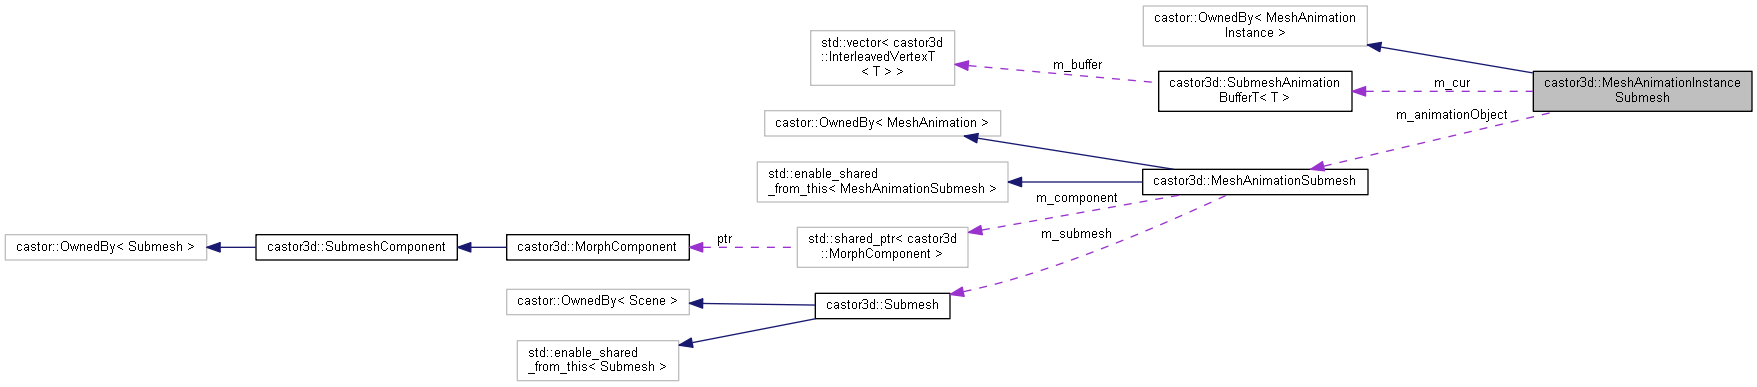 castor::OwnedBy< MeshAnimation
Instance >
std::vector< castor3d
::InterleavedVertexT
< T > >
m_buffer
castor3d::SubmeshAnimation
BufferT< T >
m_cur
castor3d::MeshAnimationInstance
Submesh
m_animationObject
castor::OwnedBy< MeshAnimation >
std::enable_shared
_from_this< MeshAnimationSubmesh >
castor3d::MeshAnimationSubmesh
m_component
m_submesh
castor::OwnedBy< Submesh >
castor3d::SubmeshComponent
castor3d::MorphComponent
ptr
std::shared_ptr< castor3d
::MorphComponent >
castor::OwnedBy< Scene >
castor3d::Submesh
std::enable_shared
_from_this< Submesh >